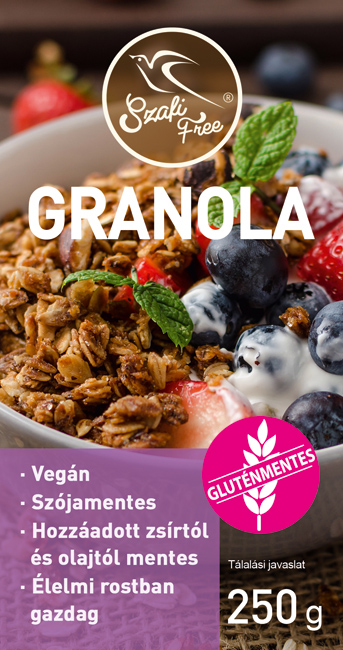 Szafi
Free ®
GRANOLA
· Vegán
· Szójamentes
· Hozzáadott zsírtól
és olajtól mentes
· Élelmi rostban
gazdag
GLUTÉNMENTES
Tálalási javaslat
250 g